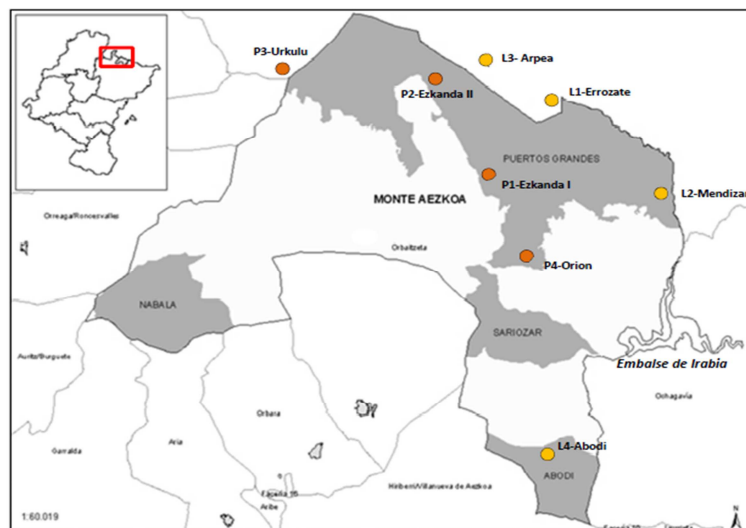 P3-Urkulu
L3- Arpea
P2-Ezkanda II
L1-Errozate
PUERTOS GRANDES
P1-Ezkanda I
L2-Mendizar
MONTE AEZKOA
Orreaga/Roncesvalles
Orbaitzeta
P4-Orion
NABALA
SARIOZAR
Auritz/Burguete
Embalse de Irabia
Ochagavía
Orbara
Garralda
Aria
L4-Abodi
ABODI
Hiriberri/Villanueva de Aezkoa
Aribe
1:60.019
N